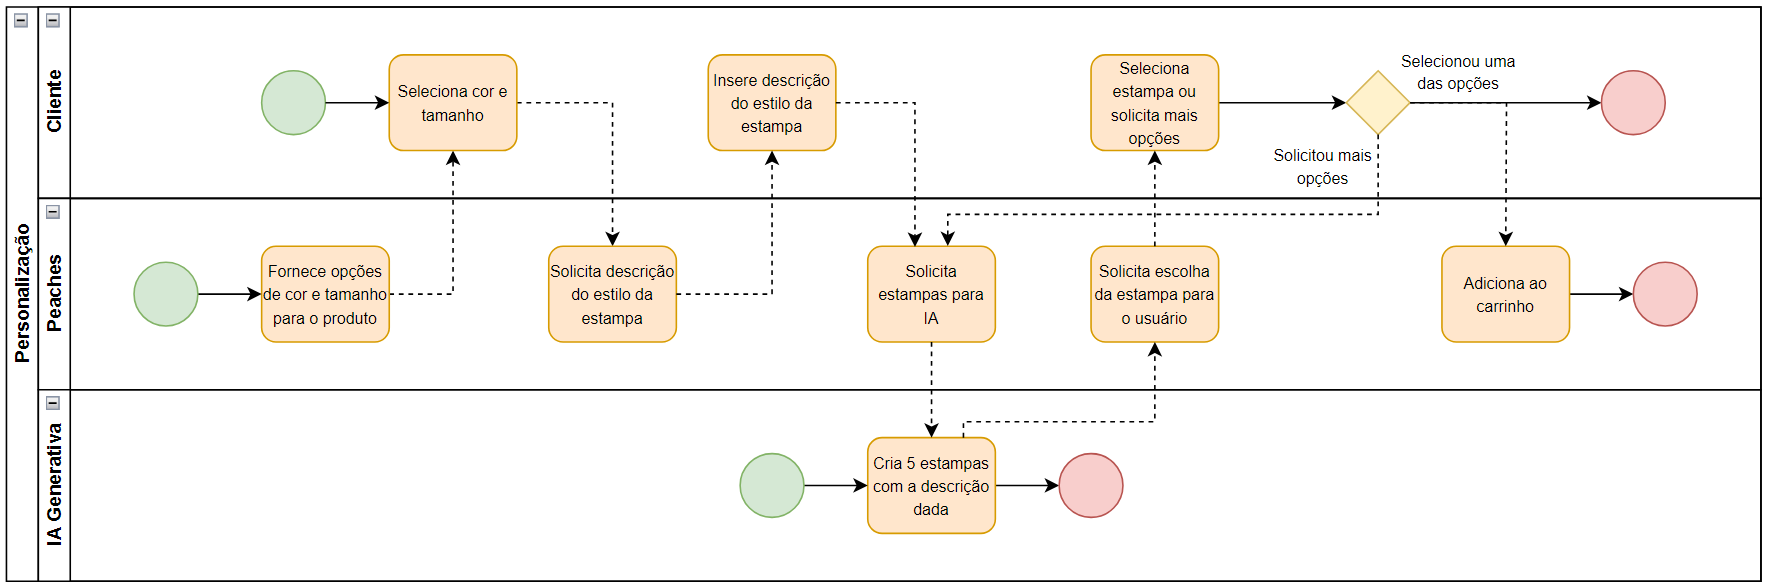 Personalização
Cliente
Seleciona cor e
tamanho
Insere descrição
do estilo da
estampa
Seleciona
estampa ou
solicita mais
opções
Selecionou uma
das opções
Solicitou mais
opções
Peaches
Fornece opções
de cor e tamanho
para o produto
Solicita descrição
do estilo da
estampa
Solicita
estampas para
IA
Solicita escolha
da estampa para
o usuário
Adiciona ao
carrinho
IA Generativa
Cria 5 estampas
com a descrição
dada